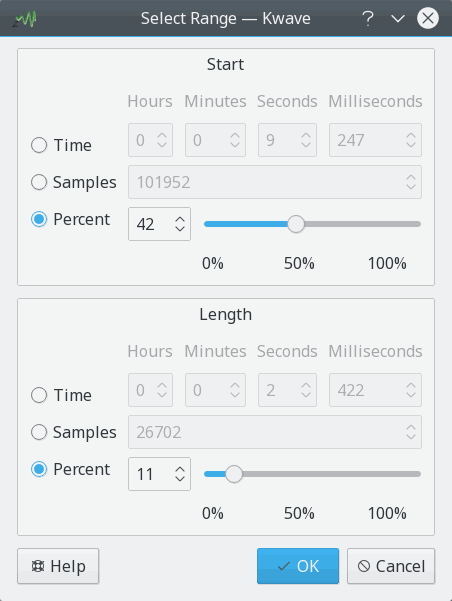 Select Range — Kwave
Start
Hours Minutes Seconds Milliseconds
Time 0 0 9 247
Samples 101952
Percent 42
0% 50% 100%
Length
Hours Minutes Seconds Milliseconds
Time 0 0 2 422
Samples 26702
Percent 11
0% 50% 100%
Help OK Cancel